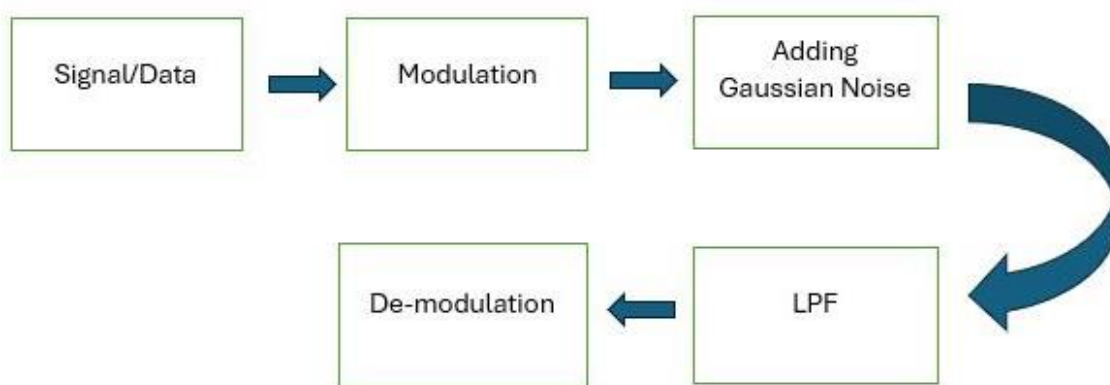 Signal/Data
Modulation
Adding
Gaussian Noise
LPF
De-modulation